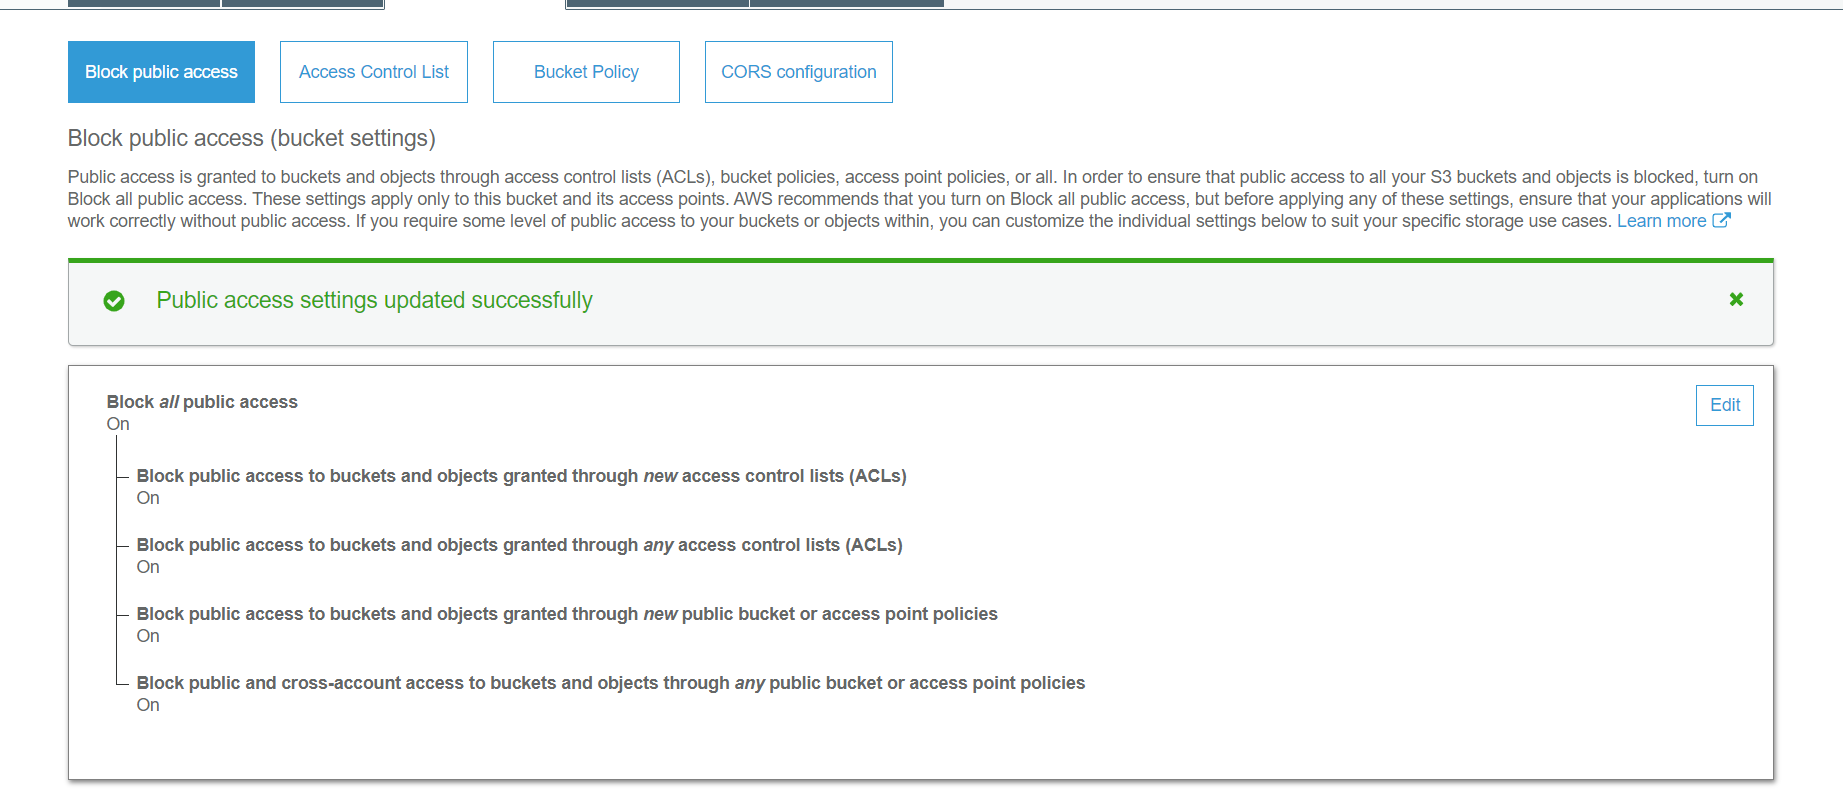 Block public access
Access Control List
Bucket Policy
CORS configuration
Block public access (bucket settings)
Public access is granted to buckets and objects through access control lists (ACLs), bucket policies, access point policies, or all. In order to ensure that public access to all your S3 buckets and objects is blocked, turn on
Block all public access. These settings apply only to this bucket and its access points. AWS recommends that you turn on Block all public access, but before applying any of these settings, ensure that your applications will
work correctly without public access. If you require some level of public access to your buckets or objects within, you can customize the individual settings below to suit your specific storage use cases. Learn more
Public access settings updated successfully
Block all public access
On
Edit
Block public access to buckets and objects granted through new access control lists (ACLs)
On
Block public access to buckets and objects granted through any access control lists (ACLs)
On
Block public access to buckets and objects granted through new public bucket or access point policies
On
Block public and cross-account access to buckets and objects through any public bucket or access point policies
On